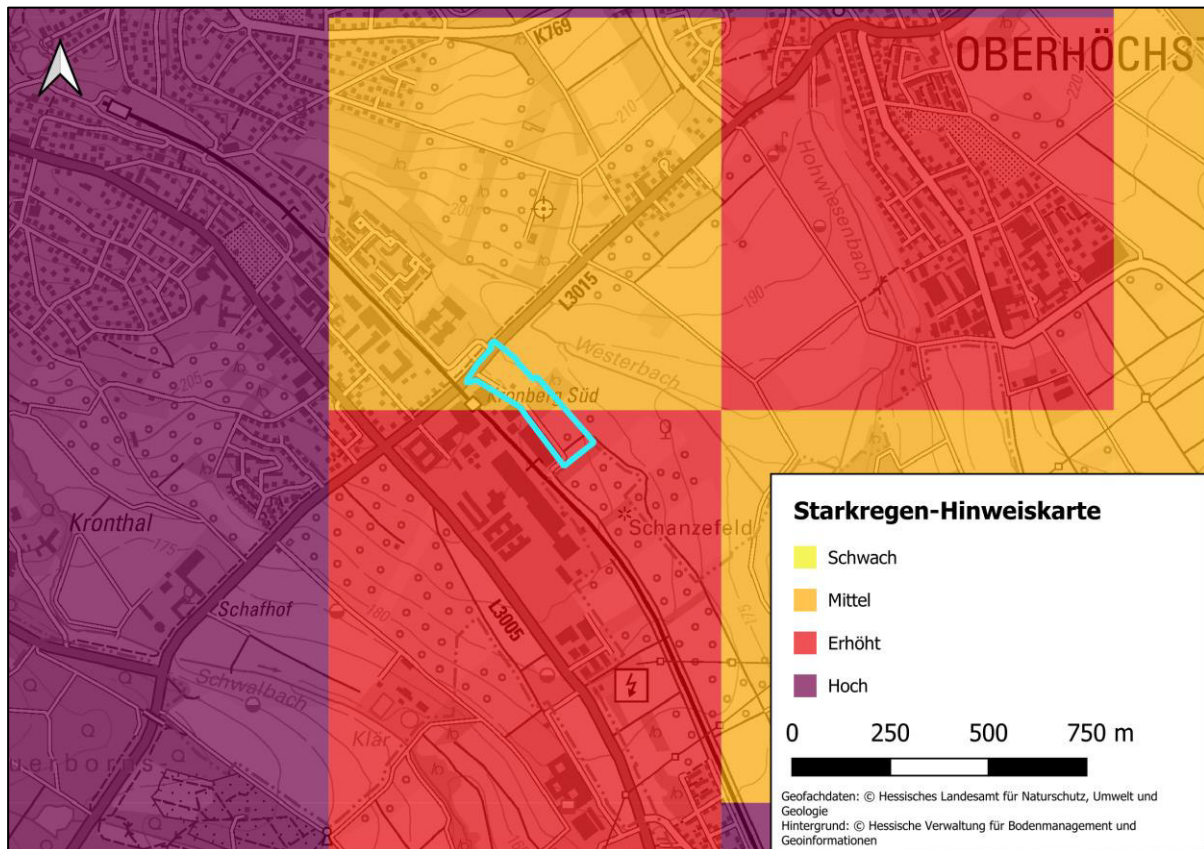 K769
OBERHÖCHST
210
220
200
L3015
Hohwiesenbach
190
Westerbach
205
Kronberg Süd
Kronthal
175
Schanzefeld
Schafhof
180
L3005
175
Schwalbach
Klär
uerborns
Starkregen-Hinweiskarte
Schwach
Mittel
Erhöht
Hoch
0 250 500 750 m
Geofachdaten: © Hessisches Landesamt für Naturschutz, Umwelt und
Geologie
Hintergrund: © Hessische Verwaltung für Bodenmanagement und
Geoinformationen